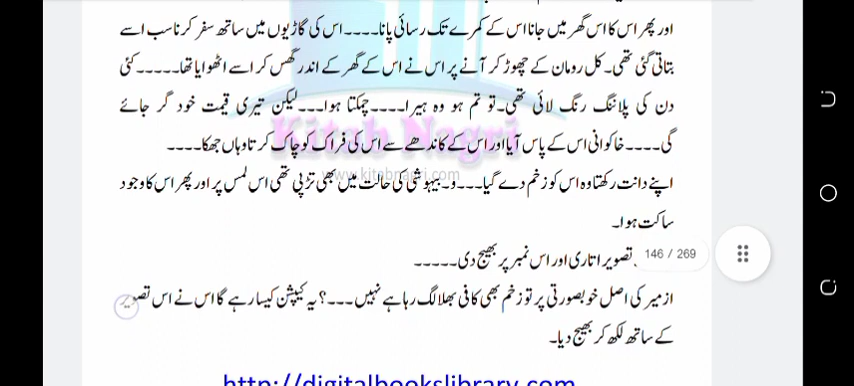 اور پھر اس کا اس گھر میں جانا اس کے کمرے تک رسائی پانا۔۔۔۔ اس کی گاڑیوں میں ساتھ سفر کرنا سب اسے
بتاتی گئی تھی۔ کل رومان کے چھوڑ کر آنے پر اس نے اس کے گھر کے اندر گھس کر اسے اٹھوایا تھا۔۔۔۔۔ کئی
دن کی پلاننگ رنگ لائی تھی۔ تو تم ہو وہ ہیرا۔۔۔۔ چمکتا ہوا۔۔۔ لیکن تیری قیمت خود گر جائے
گی۔۔۔۔ خاکوانی اس کے پاس آیا اور اس کے کاندھے سے اس کی فراک کو چاک کرتا وہاں جھکا۔۔۔۔
Kitab Nagri
www.kitabnagri.com
اپنے دانت رکھتا وہ اس کو زخم دے گیا۔۔۔ و۔ بیہوشی کی حالت میں بھی تڑپی تھی اس لمس پر اور پھر اس کا وجود
ساکت ہوا۔
تصویر اتاری اور اس نمبر پر بھیج دی۔۔۔۔۔
146 / 269
ازمیر کی اصل خوبصورتی پر تو زخم بھی کافی بھلا لگ رہا ہے نہیں۔۔۔؟ یہ کیپشن کیسا رہے گا اس نے اس تصویر
کے ساتھ لکھ کر بھیج دیا۔
http://digitalbookslibrary.com